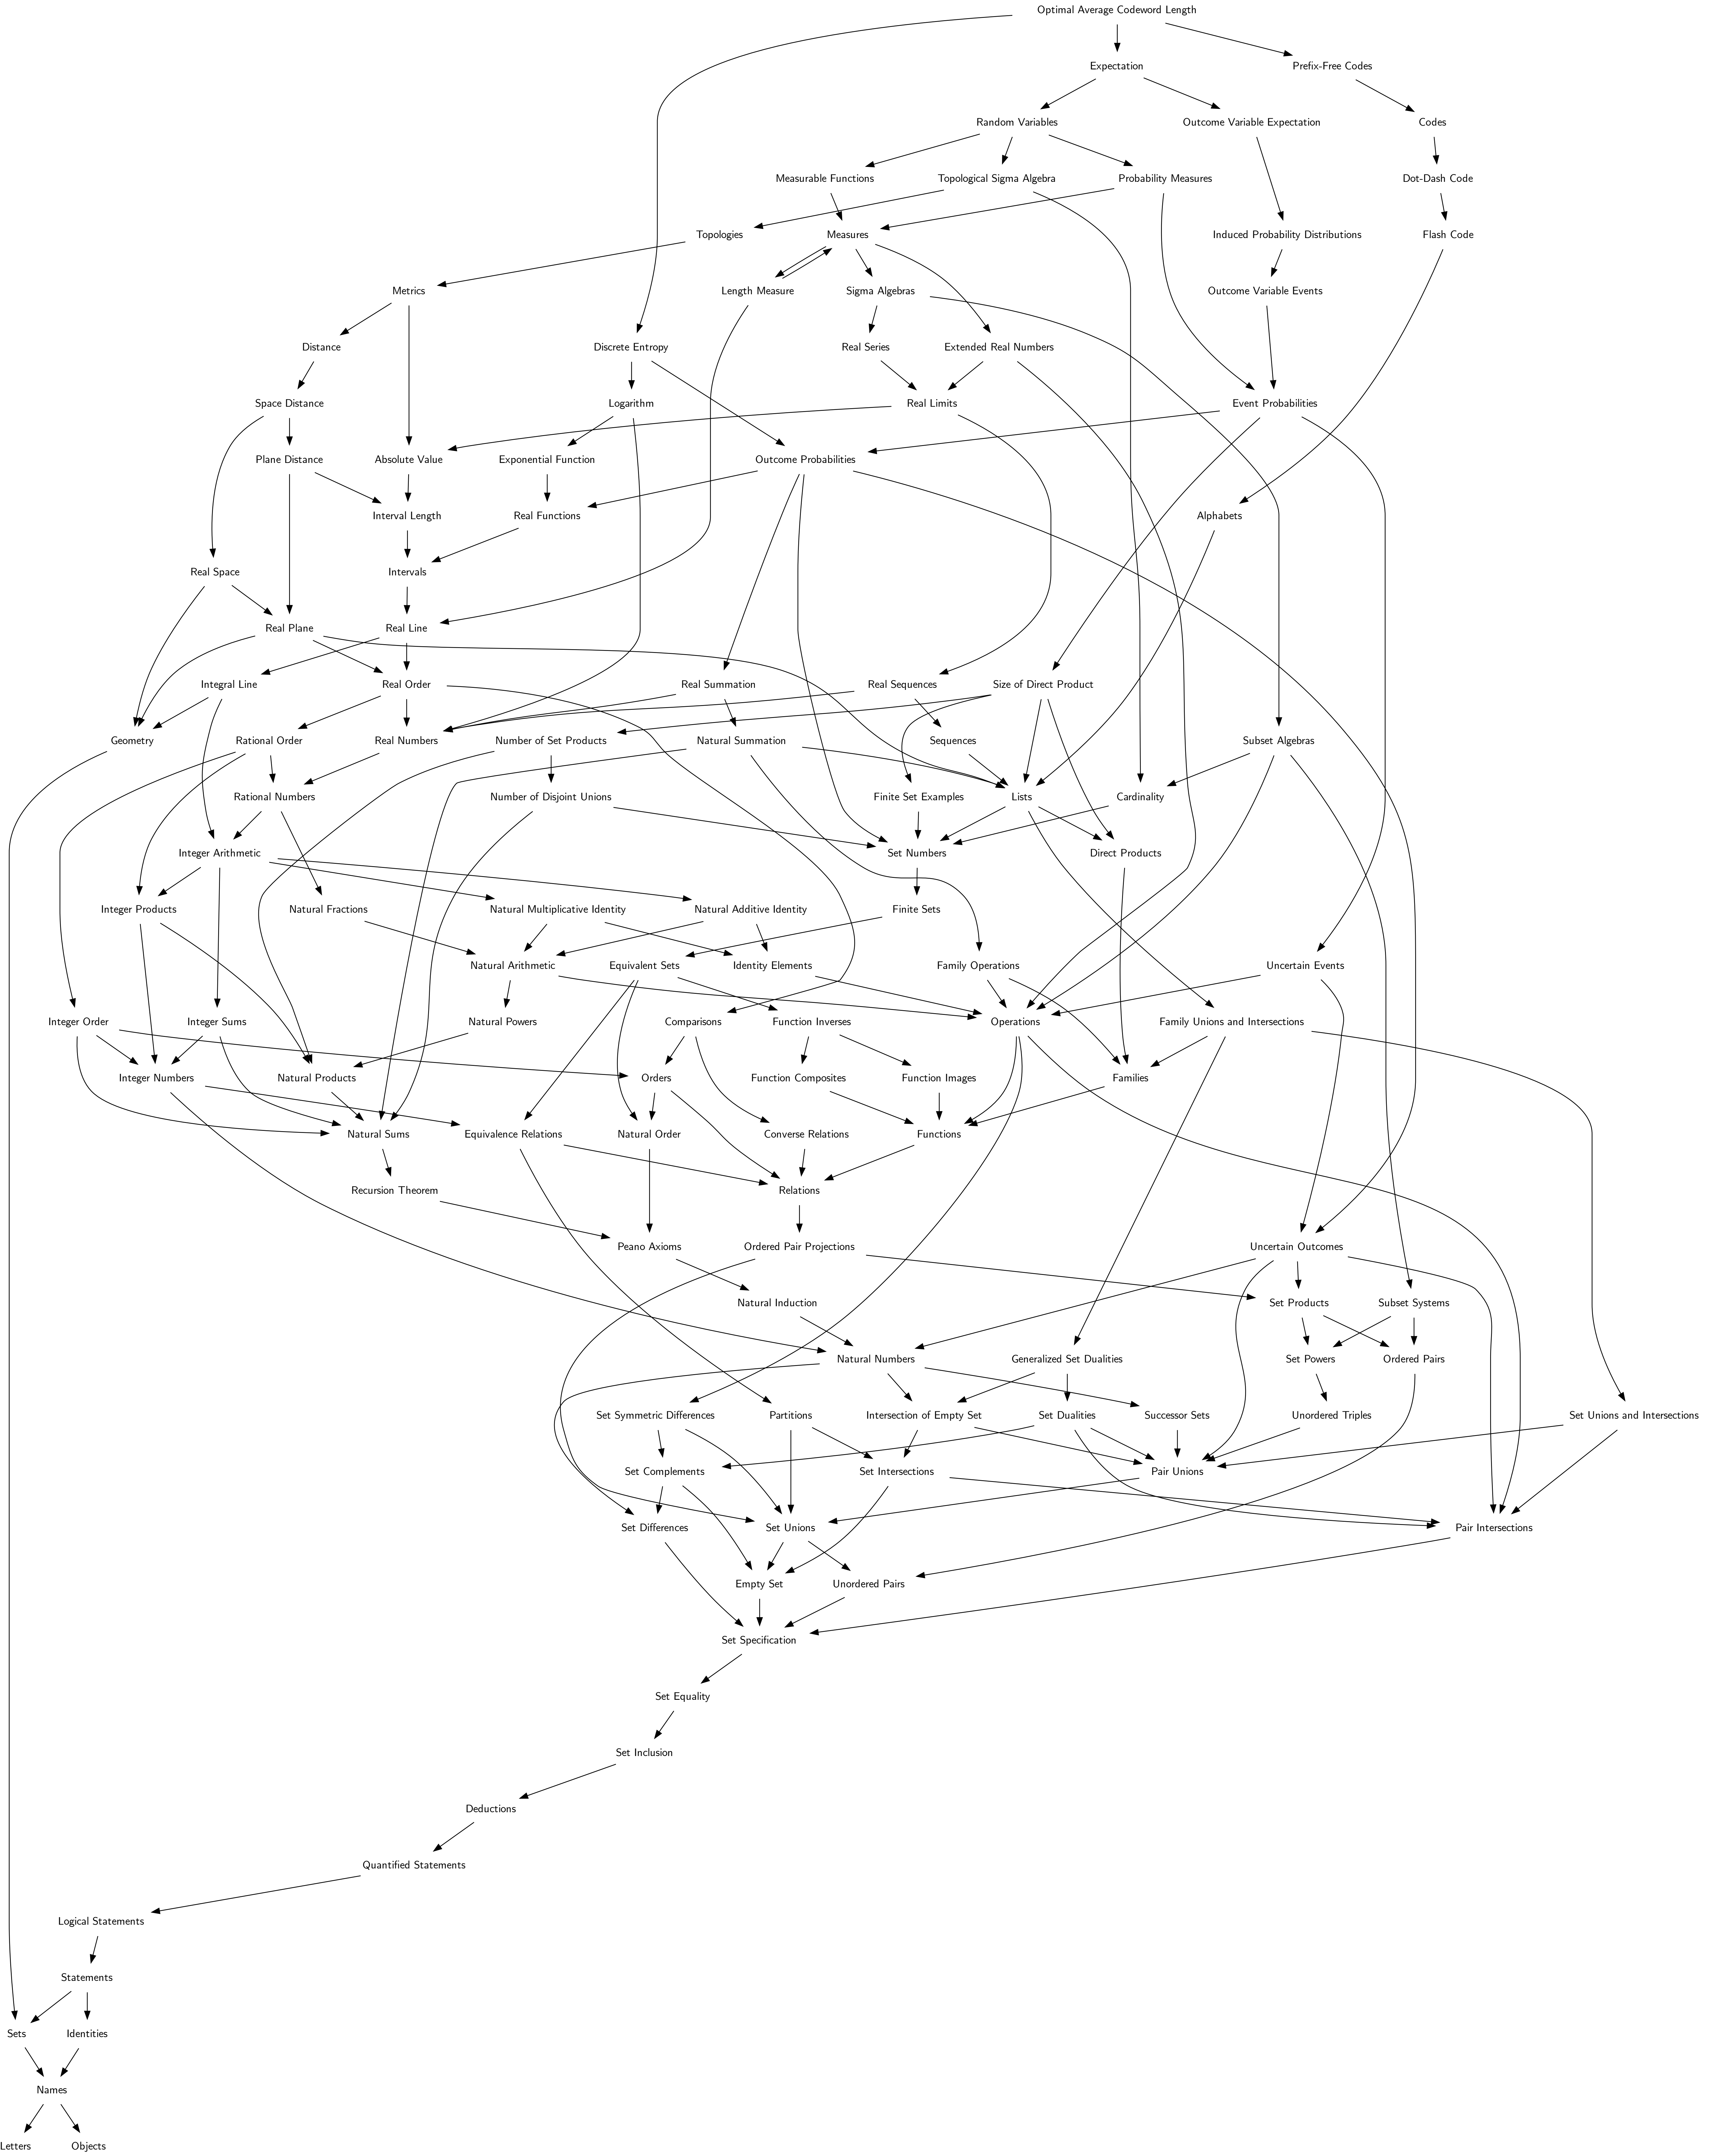 Optimal Average Codeword Length
Expectation
Prefix-Free Codes
Random Variables
Outcome Variable Expectation
Codes
Measurable Functions
Topological Sigma Algebra
Probability Measures
Dot-Dash Code
Topologies
Measures
Induced Probability Distributions
Flash Code
Metrics
Length Measure
Sigma Algebras
Outcome Variable Events
Distance
Discrete Entropy
Real Series
Extended Real Numbers
Space Distance
Logarithm
Real Limits
Event Probabilities
Plane Distance
Absolute Value
Exponential Function
Outcome Probabilities
Interval Length
Real Functions
Alphabets
Real Space
Intervals
Real Plane
Real Line
Integral Line
Real Order
Real Summation
Real Sequences
Size of Direct Product
Geometry
Rational Order
Real Numbers
Number of Set Products
Natural Summation
Sequences
Subset Algebras
Rational Numbers
Number of Disjoint Unions
Finite Set Examples
Lists
Cardinality
Integer Arithmetic
Set Numbers
Direct Products
Integer Products
Natural Fractions
Natural Multiplicative Identity
Natural Additive Identity
Finite Sets
Natural Arithmetic
Equivalent Sets
Identity Elements
Family Operations
Uncertain Events
Integer Order
Integer Sums
Natural Powers
Comparisons
Function Inverses
Operations
Family Unions and Intersections
Integer Numbers
Natural Products
Orders
Function Composites
Function Images
Families
Natural Sums
Equivalence Relations
Natural Order
Converse Relations
Functions
Recursion Theorem
Relations
Peano Axioms
Ordered Pair Projections
Uncertain Outcomes
Natural Induction
Set Products
Subset Systems
Natural Numbers
Generalized Set Dualities
Set Powers
Ordered Pairs
Set Symmetric Differences
Partitions
Intersection of Empty Set
Set Dualities
Successor Sets
Unordered Triples
Set Unions and Intersections
Set Complements
Set Intersections
Pair Unions
Set Differences
Set Unions
Pair Intersections
Empty Set
Unordered Pairs
Set Specification
Set Equality
Set Inclusion
Deductions
Quantified Statements
Logical Statements
Statements
Sets
Identities
Names
Letters
Objects